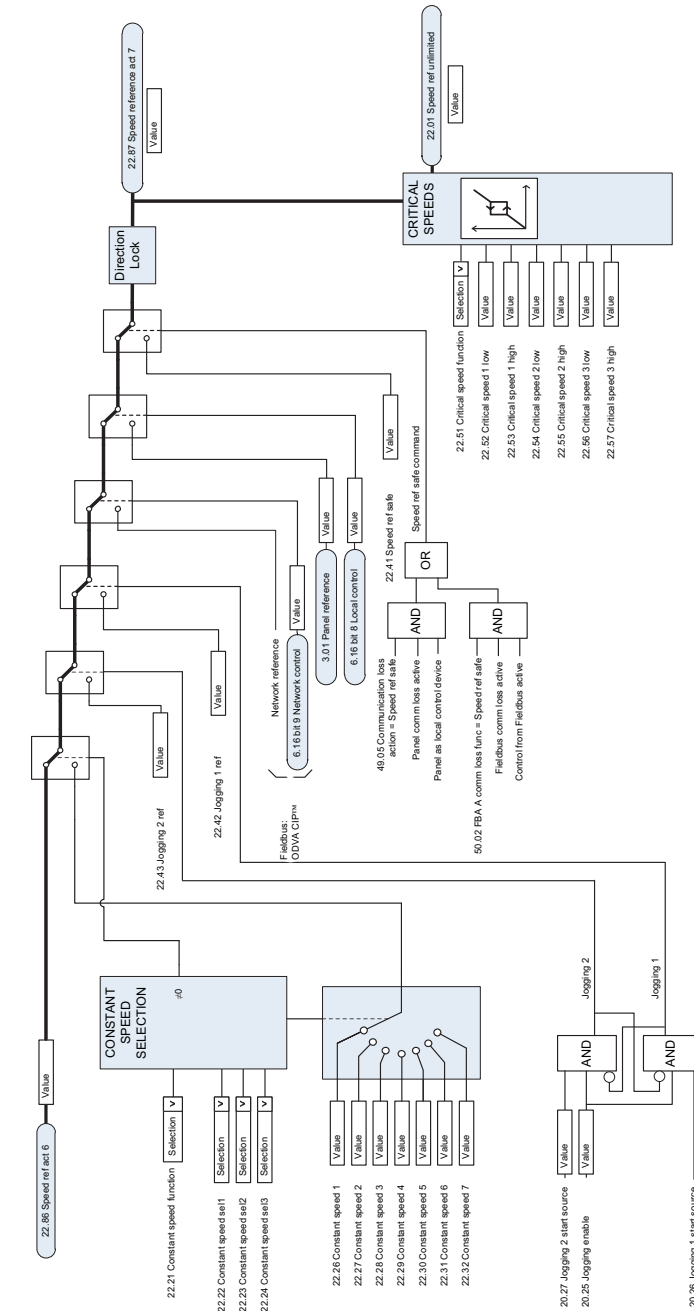 22.86 Speed ref act 6
Value
22.21 Constant speed function
Selection
22.22 Constant speed sel1
Selection
22.23 Constant speed sel2
Selection
22.24 Constant speed sel3
Selection
CONSTANT
SPEED
SELECTION
≠0
22.26 Constant speed 1
Value
22.27 Constant speed 2
Value
22.28 Constant speed 3
Value
22.29 Constant speed 4
Value
22.30 Constant speed 5
Value
22.31 Constant speed 6
Value
22.32 Constant speed 7
Value
20.27 Jogging 2 start source
Value
20.25 Jogging enable
Value
20.26 Jogging 1 start source
AND
AND
Jogging 2
Jogging 1
22.43 Jogging 2 ref
Value
22.42 Jogging 1 ref
Value
Fieldbus:
ODVA CIP™
Network reference
6.16 bit 9 Network control
Value
3.01 Panel reference
Value
6.16 bit 8 Local control
Value
22.41 Speed ref safe
Value
49.05 Communication loss
action = Speed ref safe
Panel comm loss active
Panel as local control device
AND
50.02 FBA A comm loss func = Speed ref safe
Fieldbus comm loss active
Control from Fieldbus active
AND
OR
Speed ref safe command
Direction
Lock
22.87 Speed reference act 7
Value
22.51 Critical speed function
Selection
22.52 Critical speed 1 low
Value
22.53 Critical speed 1 high
Value
22.54 Critical speed 2 low
Value
22.55 Critical speed 2 high
Value
22.56 Critical speed 3 low
Value
22.57 Critical speed 3 high
Value
CRITICAL
SPEEDS
22.01 Speed ref unlimited
Value